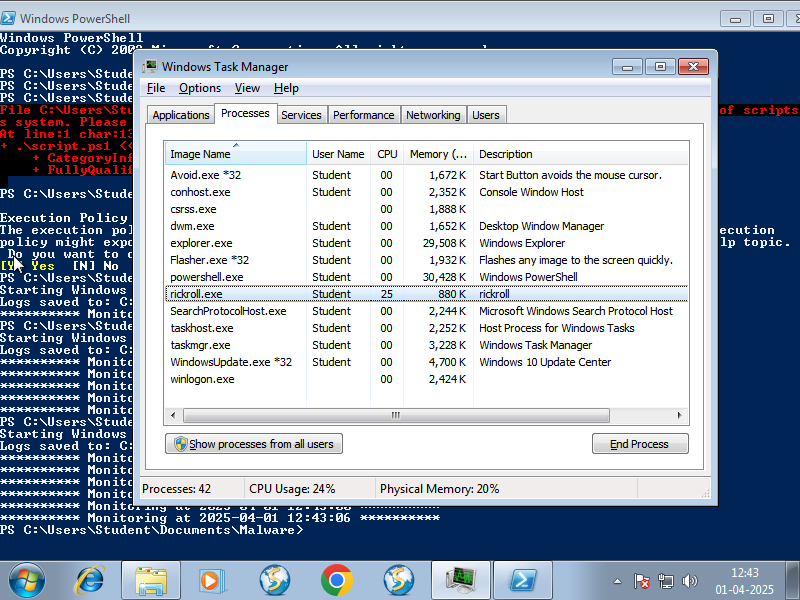 Windows PowerShell
Windows PowerShell
Copyright (C) 200
PS C:\Users\Stude
PS C:\Users\Stude
PS C:\Users\Stude
File C:\Users\Stu of scripts
s system. Please
At line:1 char:13
+ .\script.ps1 <<
+ CategoryInf
+ FullyQualif
PS C:\Users\Stude
Execution Policy
The execution pol ecution
policy might expo lp topic.
Do you want to c
[Y] Yes [N] No
PS C:\Users\Stude
Starting Windows
Logs saved to: C:
********** Monito
PS C:\Users\Stude
Starting Windows
Logs saved to: C:
********** Monito
********** Monito
********** Monito
********** Monito
********** Monito
PS C:\Users\Stude
Starting Windows
Logs saved to: C:
********** Monito
********** Monito
********** Monito
********** Monito
********** Monitoring at 2025-04-01 12:43:06 **********
********** Monitoring at 2025-04-01 12:43:06 **********
PS C:\Users\Student\Documents\Malware>
Windows Task Manager
File Options View Help
Applications Processes Services Performance Networking Users
Image Name User Name CPU Memory (... Description
Avoid.exe *32 Student 00 1,672 K Start Button avoids the mouse cursor.
conhost.exe Student 00 2,352 K Console Window Host
csrss.exe 00 1,888 K
dwm.exe Student 00 1,652 K Desktop Window Manager
explorer.exe Student 00 29,508 K Windows Explorer
Flasher.exe *32 Student 00 1,932 K Flashes any image to the screen quickly.
powershell.exe Student 00 30,428 K Windows PowerShell
rickroll.exe Student 25 880 K rickroll
SearchProtocolHost.exe Student 00 2,244 K Microsoft Windows Search Protocol Host
taskhost.exe Student 00 2,252 K Host Process for Windows Tasks
taskmgr.exe Student 00 3,228 K Windows Task Manager
WindowsUpdate.exe *32 Student 00 4,700 K Windows 10 Update Center
winlogon.exe 00 2,424 K
Show processes from all users End Process
Processes: 42 CPU Usage: 24% Physical Memory: 20%
12:43
01-04-2025